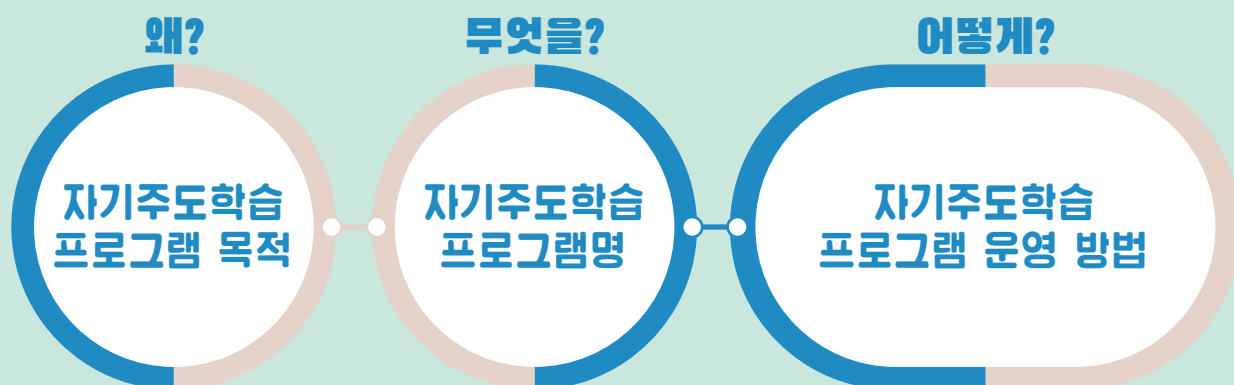 왜?
무엇을?
어떻게?
자기주도학습
프로그램 목적
자기주도학습
프로그램명
자기주도학습
프로그램 운영 방법